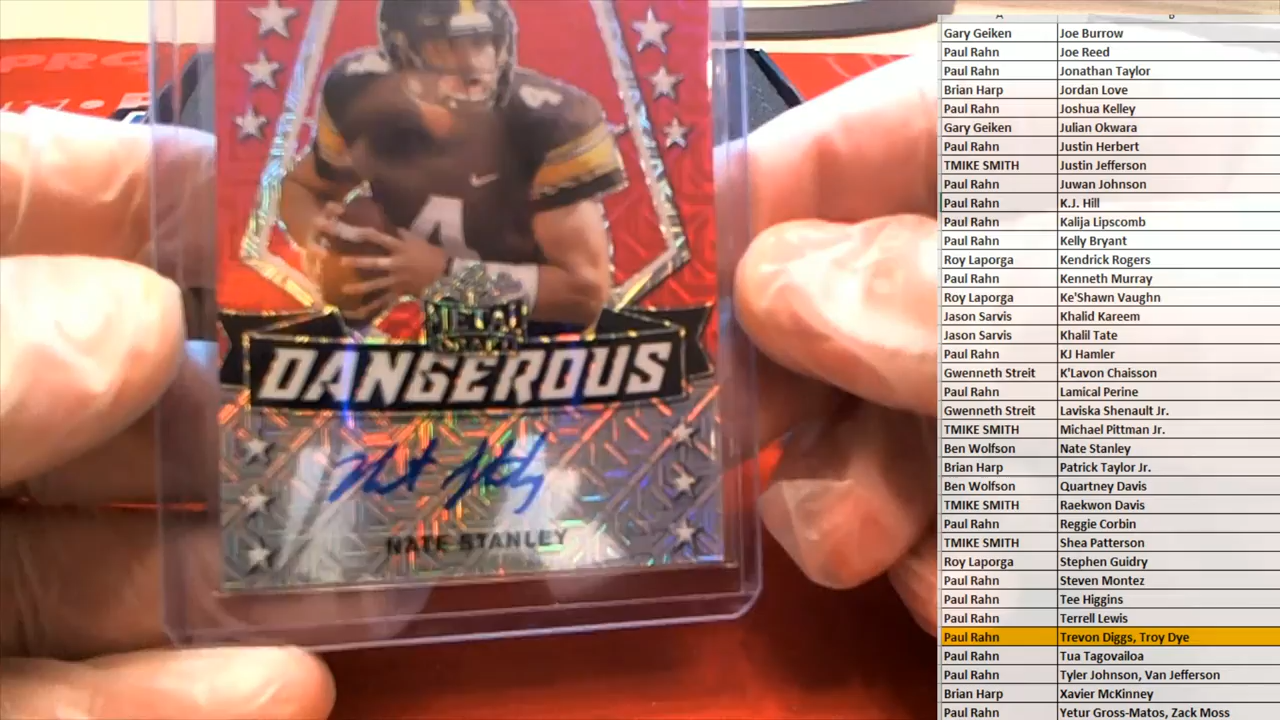 PRO
4
4
METAL
DRAFT
DANGEROUS
Nate Stanley
NATE STANLEY
A B
Gary Geiken Joe Burrow
Paul Rahn Joe Reed
Paul Rahn Jonathan Taylor
Brian Harp Jordan Love
Paul Rahn Joshua Kelley
Gary Geiken Julian Okwara
Paul Rahn Justin Herbert
TMIKE SMITH Justin Jefferson
Paul Rahn Juwan Johnson
Paul Rahn K.J. Hill
Paul Rahn Kalija Lipscomb
Paul Rahn Kelly Bryant
Roy Laporga Kendrick Rogers
Paul Rahn Kenneth Murray
Roy Laporga Ke'Shawn Vaughn
Jason Sarvis Khalid Kareem
Jason Sarvis Khalil Tate
Paul Rahn KJ Hamler
Gwenneth Streit K'Lavon Chaisson
Paul Rahn Lamical Perine
Gwenneth Streit Laviska Shenault Jr.
TMIKE SMITH Michael Pittman Jr.
Ben Wolfson Nate Stanley
Brian Harp Patrick Taylor Jr.
Ben Wolfson Quartney Davis
TMIKE SMITH Raekwon Davis
Paul Rahn Reggie Corbin
TMIKE SMITH Shea Patterson
Roy Laporga Stephen Guidry
Paul Rahn Steven Montez
Paul Rahn Tee Higgins
Paul Rahn Terrell Lewis
Paul Rahn Trevon Diggs, Troy Dye
Paul Rahn Tua Tagovailoa
Paul Rahn Tyler Johnson, Van Jefferson
Brian Harp Xavier McKinney
Paul Rahn Yetur Gross-Matos, Zack Moss